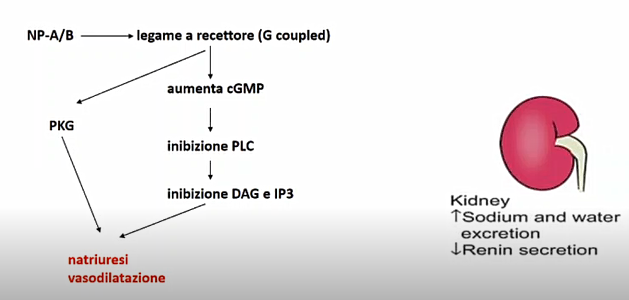 NP-A/B legame a recettore (G coupled)
aumenta cGMP
PKG
inibizione PLC
inibizione DAG e IP3
natriuresi
vasodilatazione
Kidney
↑Sodium and water
excretion
↓Renin secretion